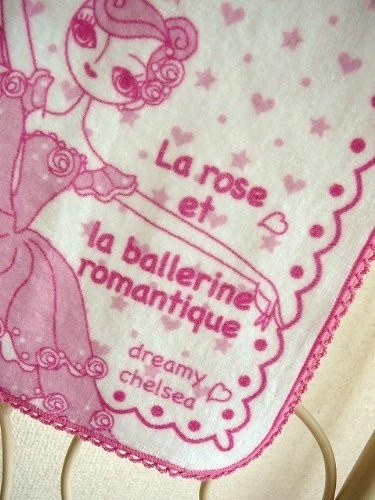 La rose
et
la ballerine
romantique
dreamy
chelsea